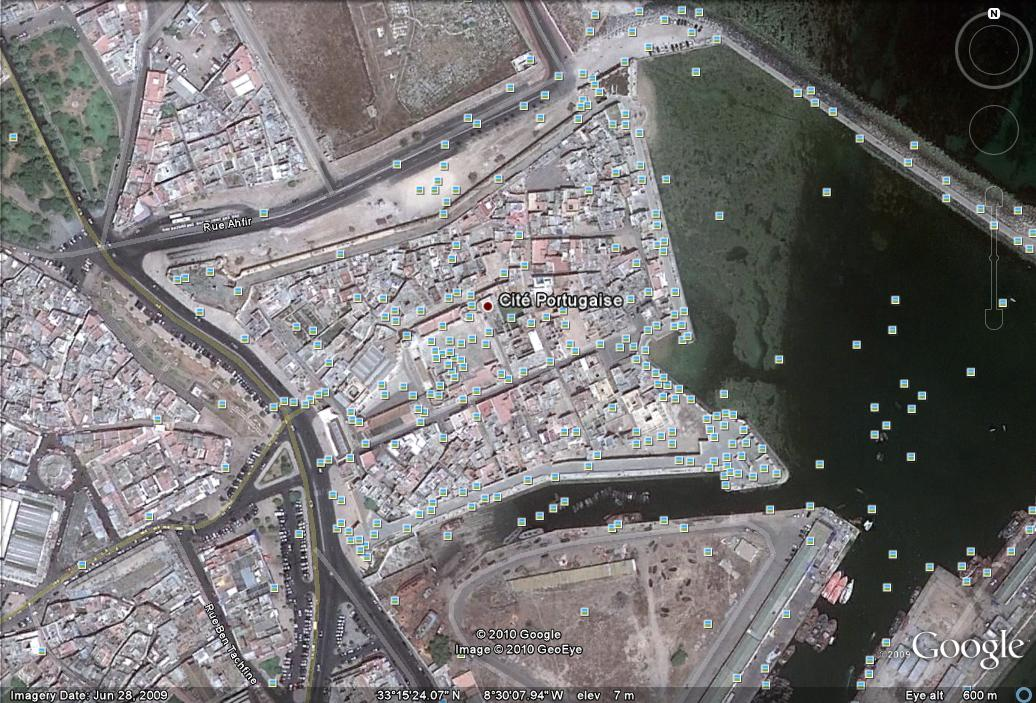 N
Rue Ahfir
Cité Portugaise
Rue Ben Tachfine
© 2010 Google
Image © 2010 GeoEye
© 2009 Google
Imagery Date: Jun 28, 2009
33°15'24.07" N 8°30'07.94" W elev 7 m
Eye alt 600 m